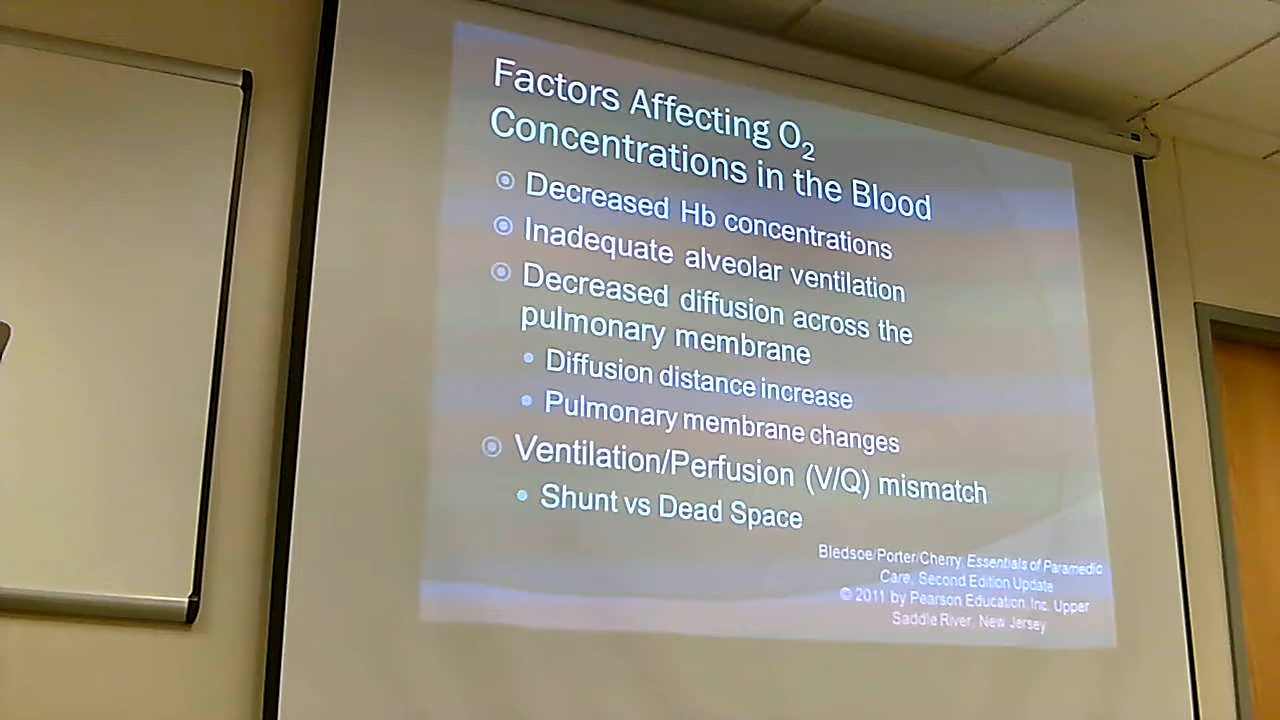 Factors Affecting O₂
Concentrations in the Blood
Decreased Hb concentrations
Inadequate alveolar ventilation
Decreased diffusion across the
pulmonary membrane
Diffusion distance increase
Pulmonary membrane changes
Ventilation/Perfusion (V/Q) mismatch
Shunt vs Dead Space
Bledsoe/Porter/Cherry, Essentials of Paramedic
Care, Second Edition Update
© 2011 by Pearson Education, Inc. Upper
Saddle River, New Jersey